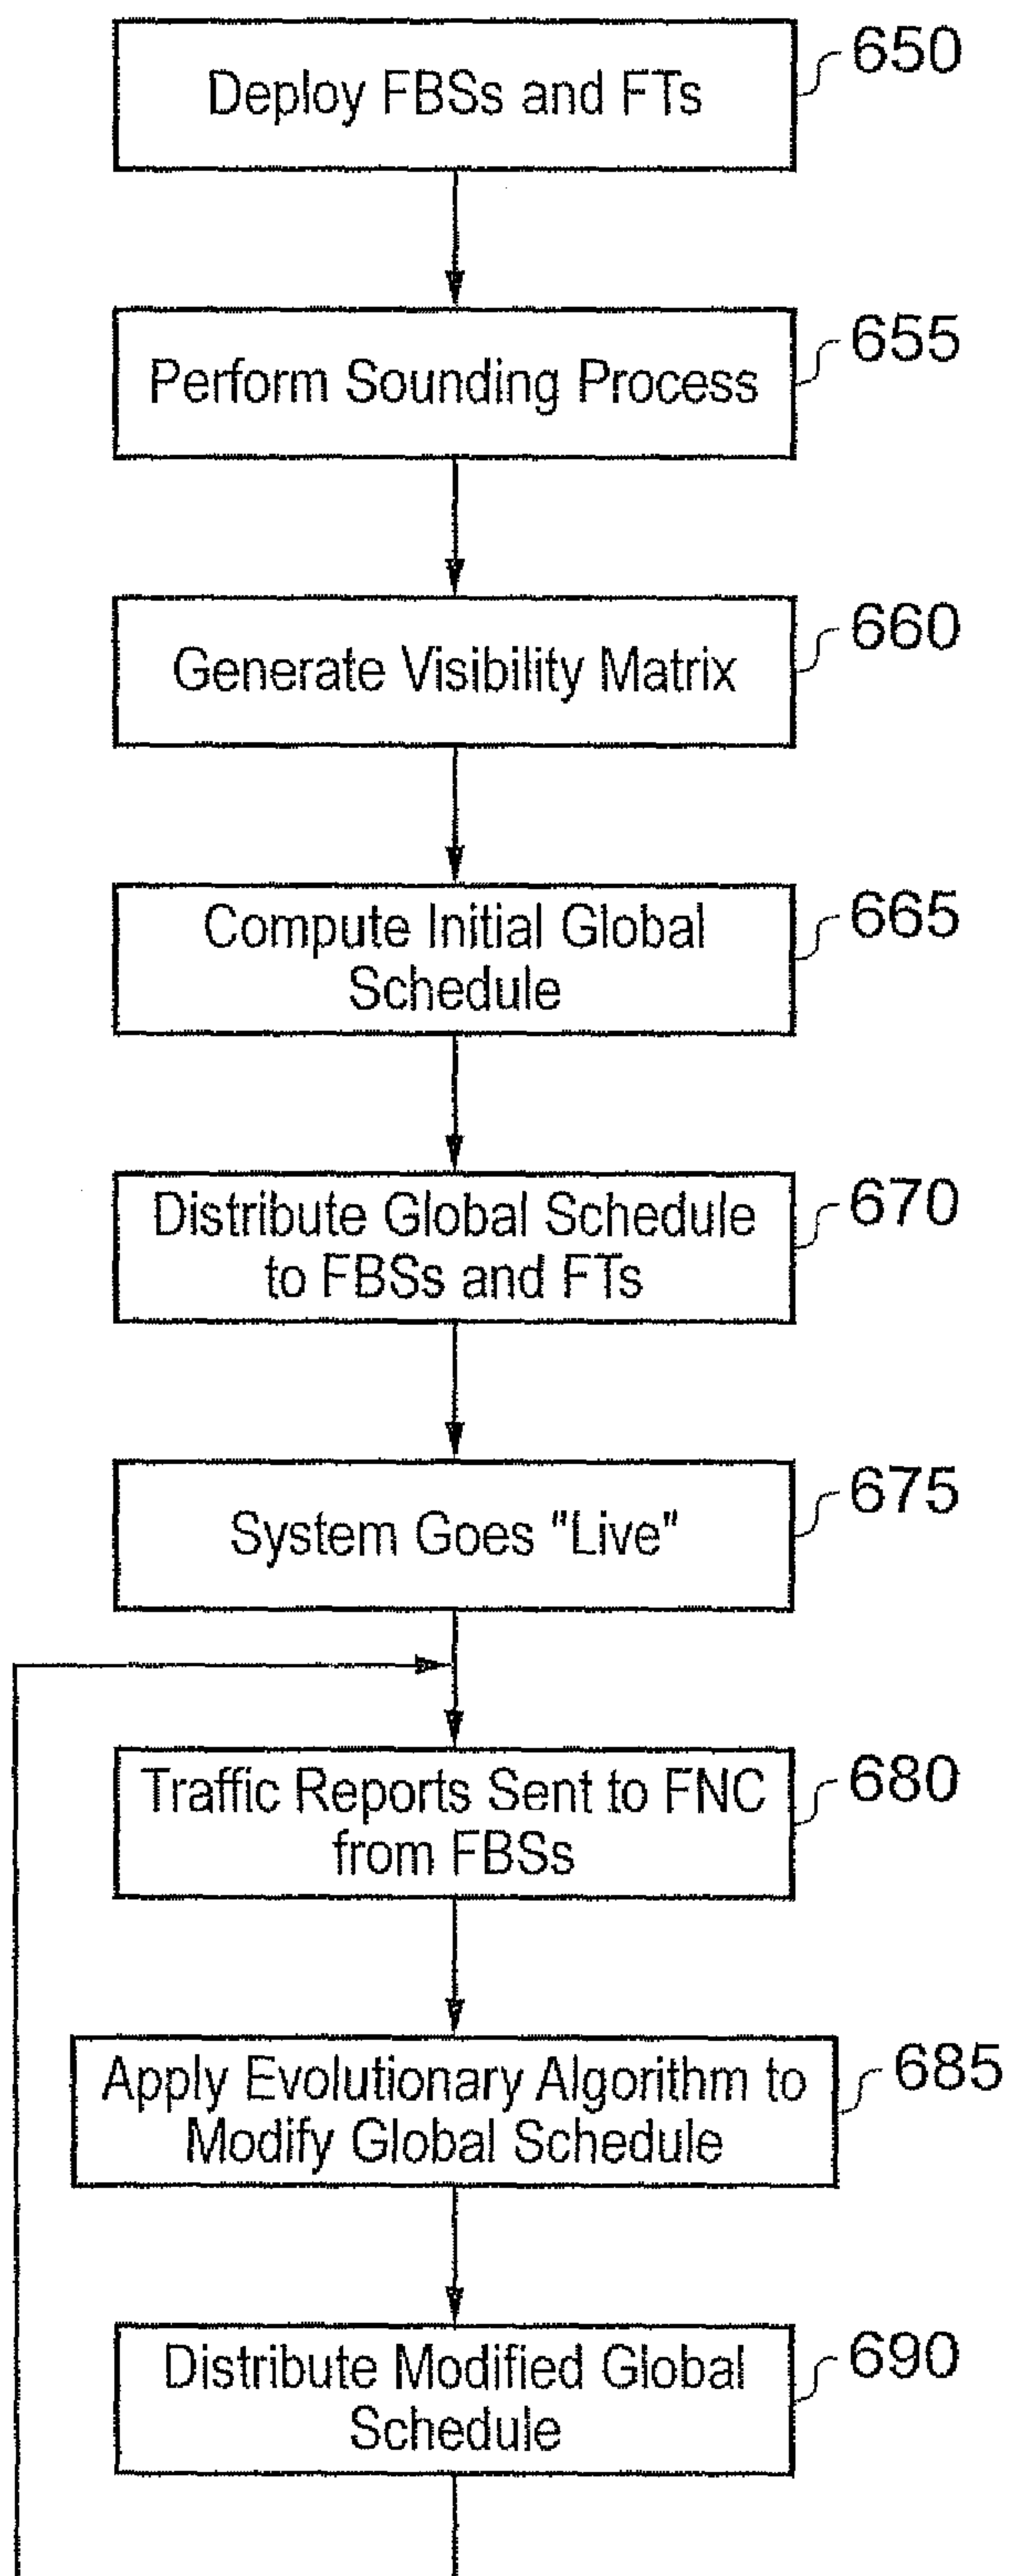 Deploy FBSs and FTs
650
Perform Sounding Process
655
Generate Visibility Matrix
660
Compute Initial Global
Schedule
665
Distribute Global Schedule
to FBSs and FTs
670
System Goes "Live"
675
Traffic Reports Sent to FNC
from FBSs
680
Apply Evolutionary Algorithm to
Modify Global Schedule
685
Distribute Modified Global
Schedule
690